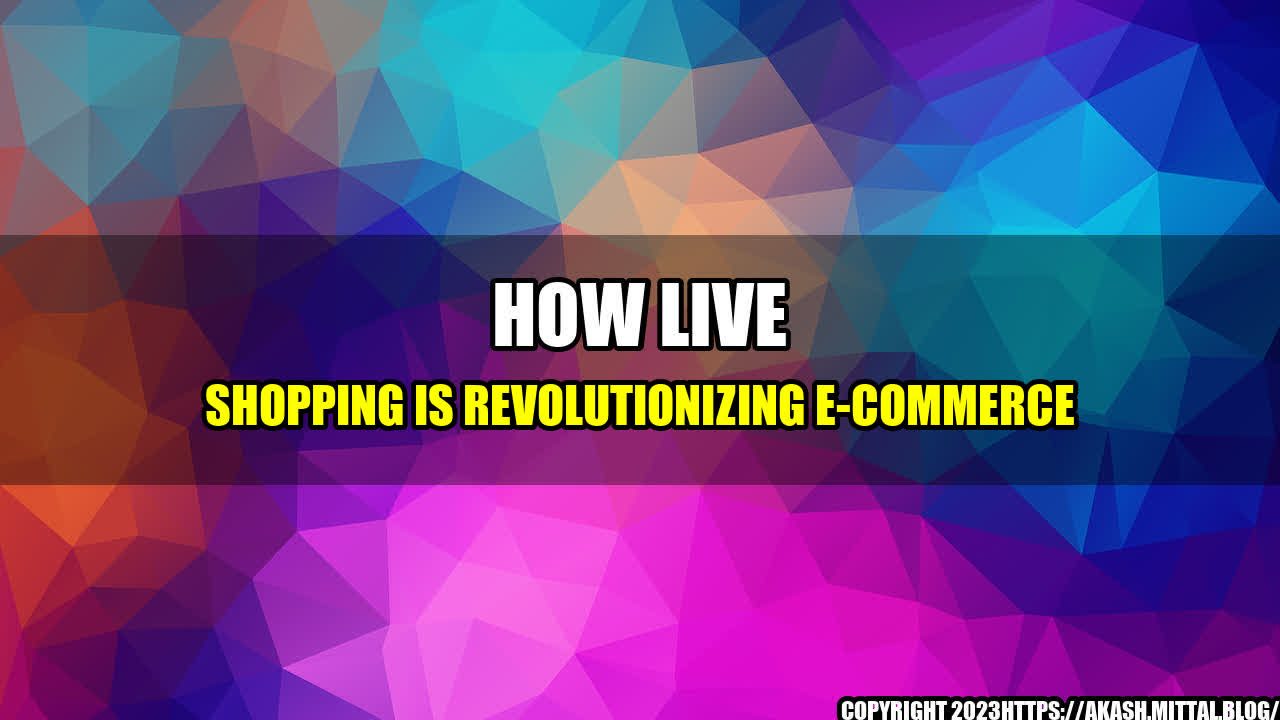 HOW LIVE
SHOPPING IS REVOLUTIONIZING E-COMMERCE
COPYRIGHT 2023HTTPS://AKASH.MITTAL.BLOG/